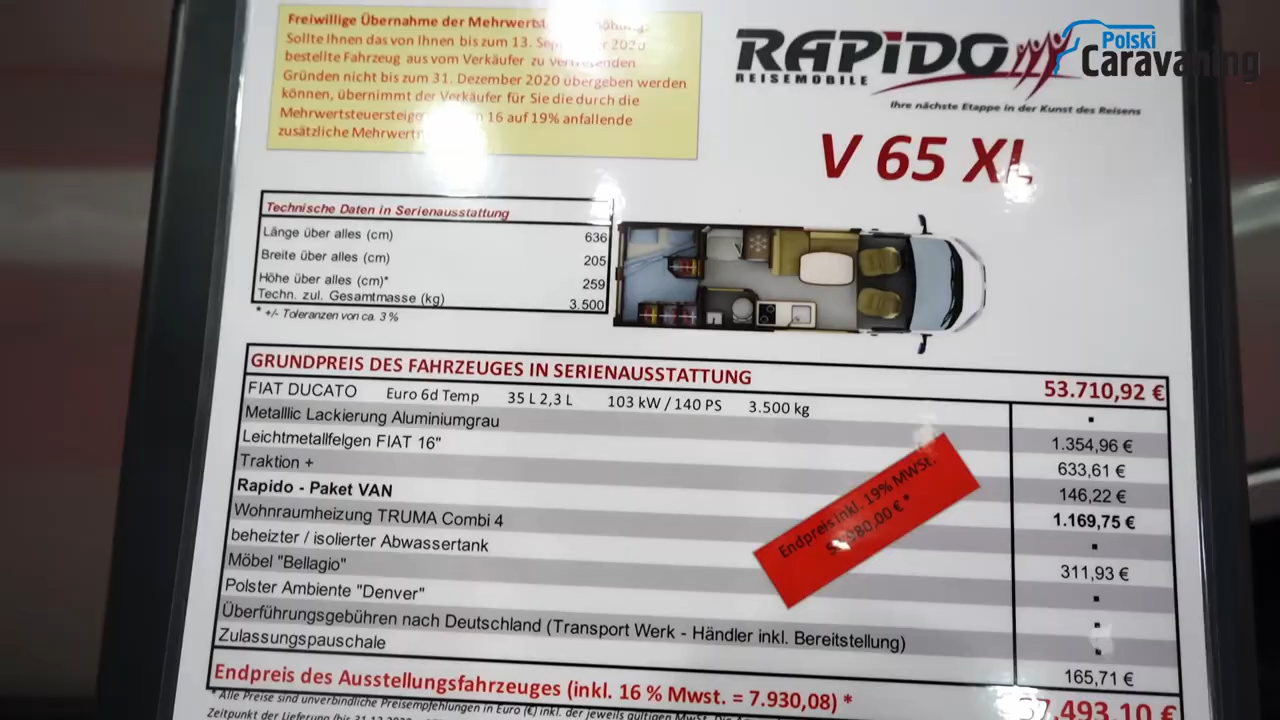 Freiwillige Übernahme der
Sollte Ihnen das von Ihnen bis zum 13. 2020
bestellte Fahrzeug aus vom Verkäufer zu
Gründen nicht bis zum 31. Dezember 2020 übergeben werden
können, übernimmt der Verkäufer für Sie die durch die
16 auf 19% anfallende
zusätzliche
RAPIDO
REISEMOBILE
Ihre nächste Etappe in der Kunst des Reisens
Polski
Caravaning
V 65 XL
Technische Daten in Serienausstattung
Länge über alles (cm) 636
Breite über alles (cm) 205
Höhe über alles (cm)* 259
Techn. zul. Gesamtmasse (kg) 3.500
* +/- Toleranzen von ca. 3 %
GRUNDPREIS DES FAHRZEUGES IN SERIENAUSSTATTUNG 53.710,92 €
FIAT DUCATO Euro 6d Temp 35 L 2,3 L 103 kW / 140 PS 3.500 kg
Metalllic Lackierung Aluminiumgrau 1.354,96 €
Leichtmetallfelgen FIAT 16" 633,61 €
Traktion + 146,22 €
Rapido - Paket VAN 1.169,75 €
Wohnraumheizung TRUMA Combi 4
beheizter / isolierter Abwassertank 311,93 €
Möbel "Bellagio"
Polster Ambiente "Denver"
Überführungsgebühren nach Deutschland (Transport Werk - Händler inkl. Bereitstellung)
Zulassungspauschale 165,71 €
Endpreis inkl. 19% MWSt.
Endpreis des Ausstellungsfahrzeuges (inkl. 16 % Mwst. = 7.930,08) *
* Alle Preise sind unverbindliche Preisempfehlungen in Euro (€) inkl. der jeweils gültigen
Zeitpunkt der Lieferung